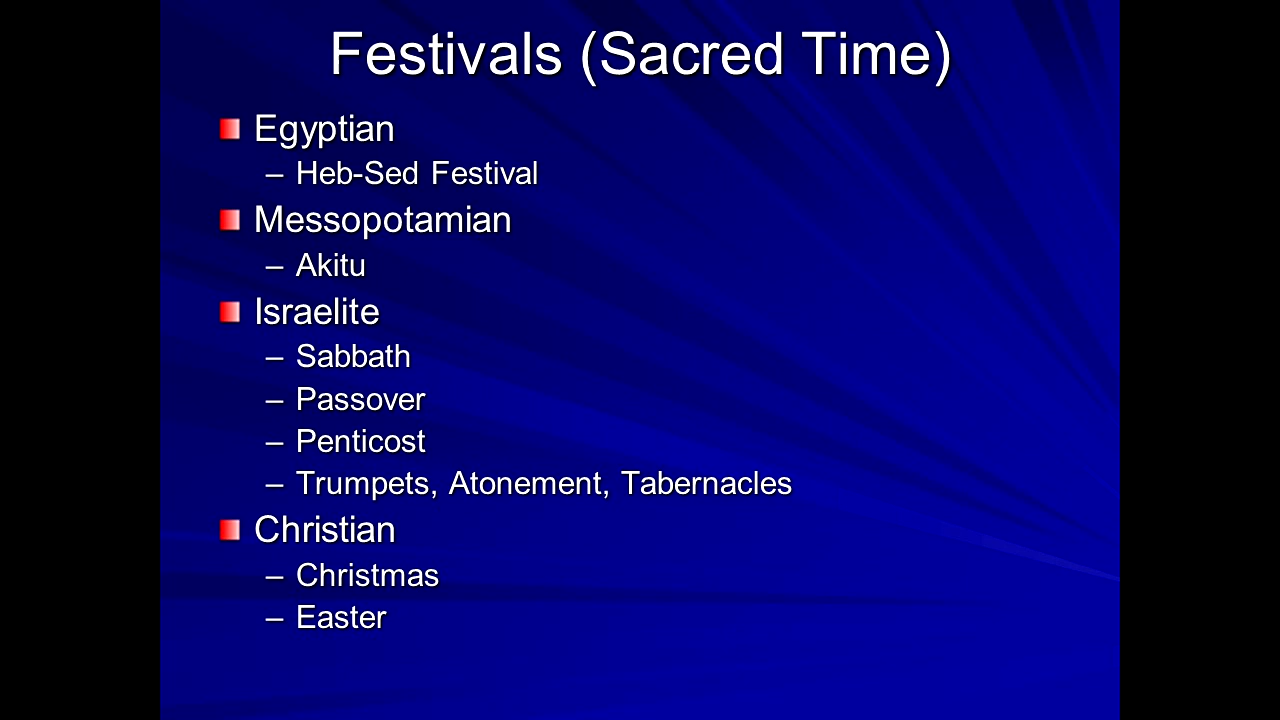 Festivals (Sacred Time)
Egyptian
– Heb-Sed Festival
Messopotamian
– Akitu
Israelite
– Sabbath
– Passover
– Penticost
– Trumpets, Atonement, Tabernacles
Christian
– Christmas
– Easter